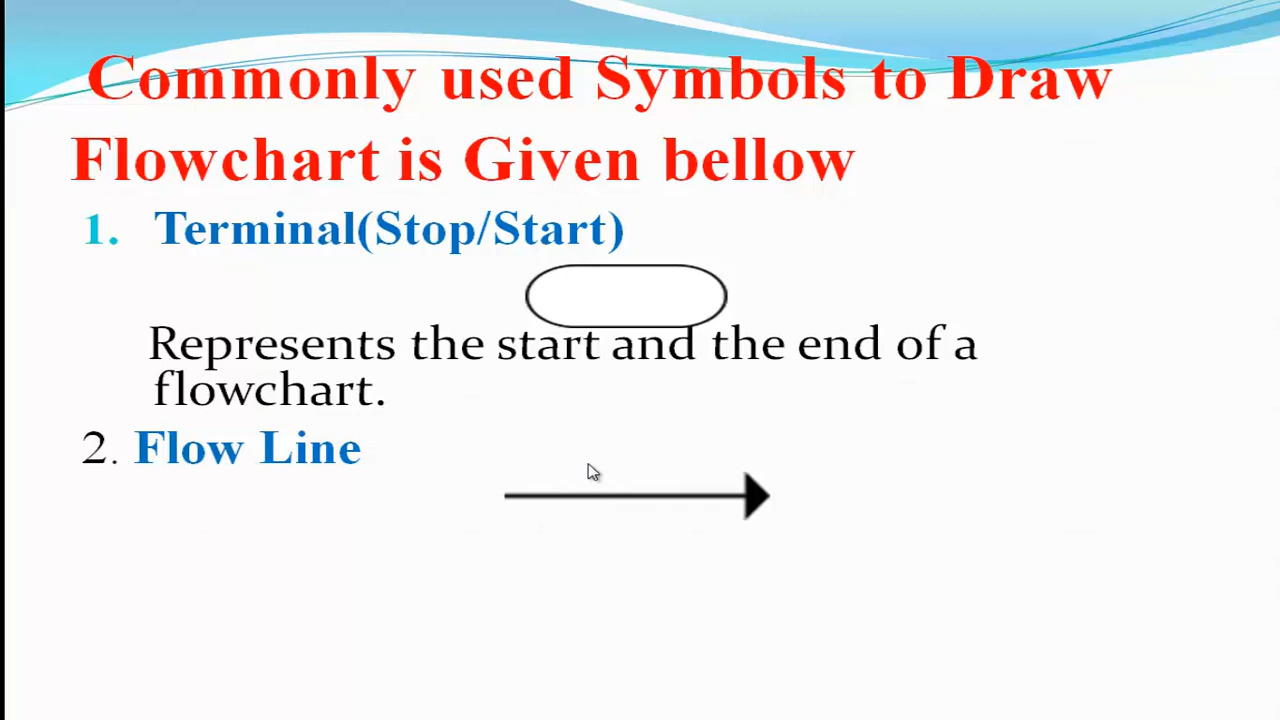 Commonly used Symbols to Draw
Flowchart is Given bellow
1. Terminal(Stop/Start)
Represents the start and the end of a
flowchart.
2. Flow Line